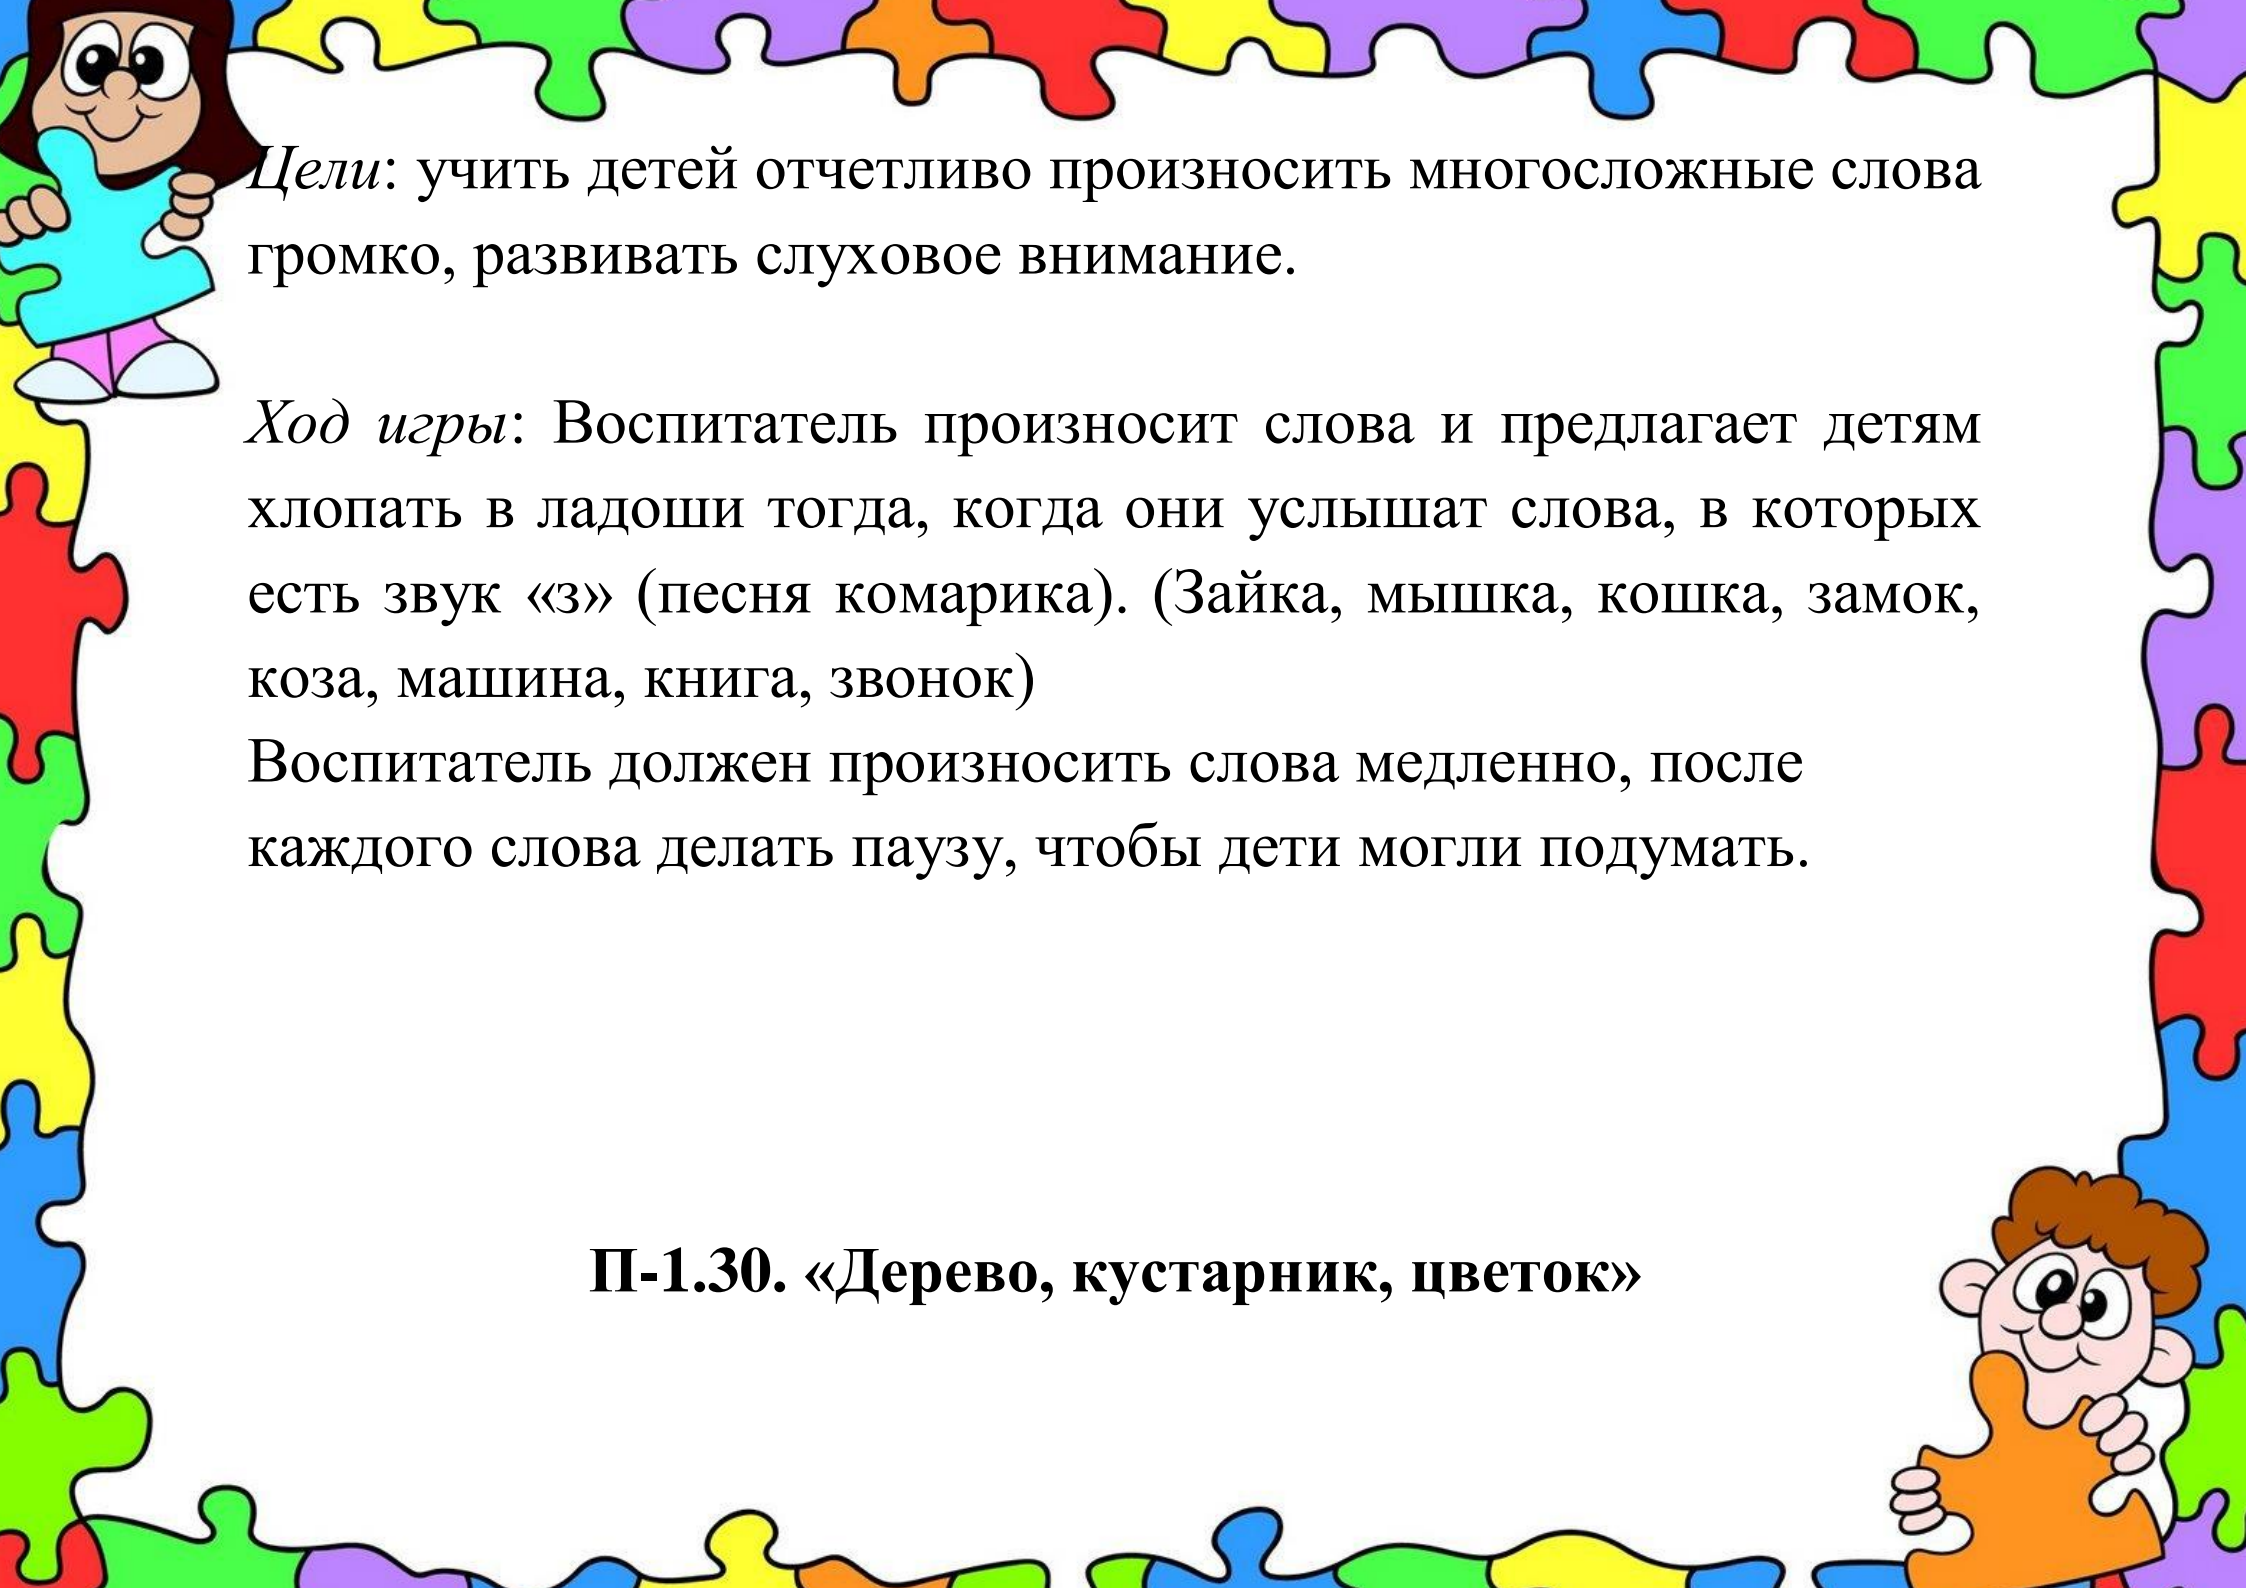 Цели: учить детей отчетливо произносить многосложные слова
громко, развивать слуховое внимание.
Ход игры: Воспитатель произносит слова и предлагает детям
хлопать в ладоши тогда, когда они услышат слова, в которых
есть звук «з» (песня комарика). (Зайка, мышка, кошка, замок,
коза, машина, книга, звонок)
Воспитатель должен произносить слова медленно, после
каждого слова делать паузу, чтобы дети могли подумать.
П-1.30. «Дерево, кустарник, цветок»